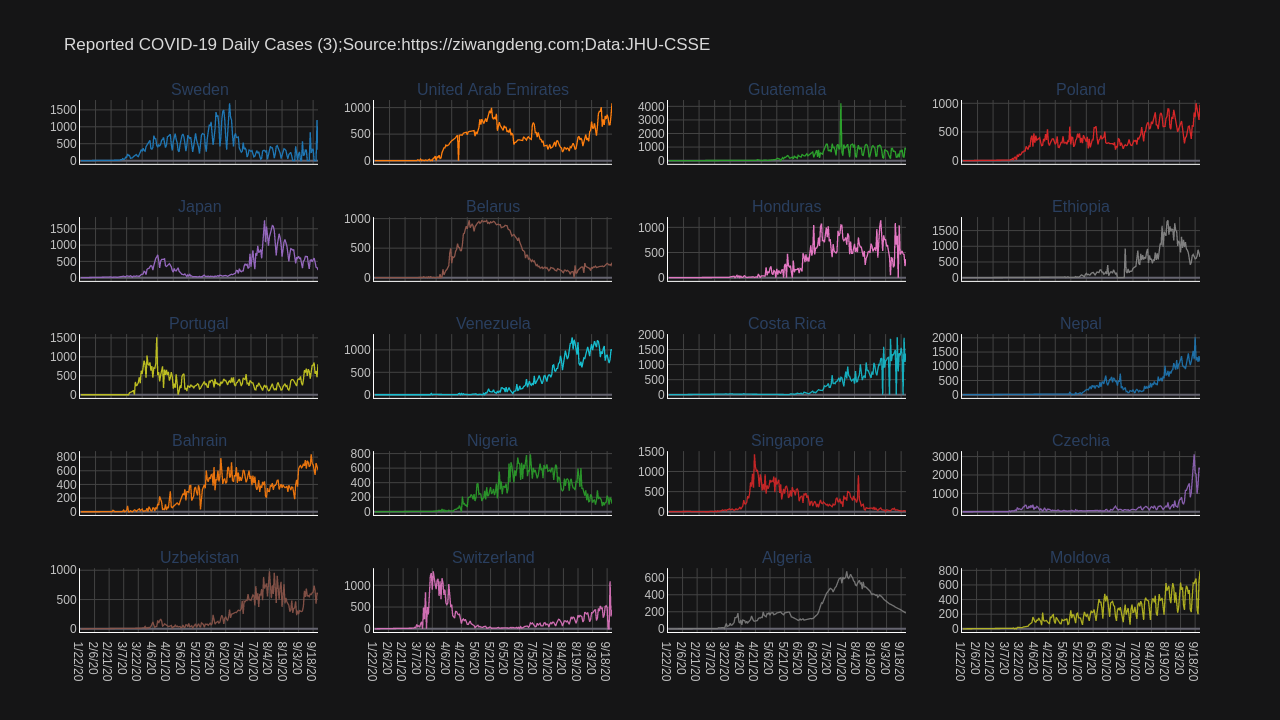 Reported COVID-19 Daily Cases (3);Source:https://ziwangdeng.com;Data:JHU-CSSE
Sweden United Arab Emirates Guatemala Poland
1500 1000 500 0
1000 500 0
4000 3000 2000 1000 0
1000 500 0
Japan Belarus Honduras Ethiopia
1500 1000 500 0
1000 500 0
1000 500 0
1500 1000 500 0
Portugal Venezuela Costa Rica Nepal
1500 1000 500 0
1000 500 0
2000 1500 1000 500 0
2000 1500 1000 500 0
Bahrain Nigeria Singapore Czechia
800 600 400 200 0
800 600 400 200 0
1500 1000 500 0
3000 2000 1000 0
Uzbekistan Switzerland Algeria Moldova
1000 500 0
1000 500 0
600 400 200 0
800 600 400 200 0
1/22/20 2/6/20 2/21/20 3/7/20 3/22/20 4/6/20 4/21/20 5/6/20 5/21/20 6/5/20 6/20/20 7/5/20 7/20/20 8/4/20 8/19/20 9/3/20 9/18/20
1/22/20 2/6/20 2/21/20 3/7/20 3/22/20 4/6/20 4/21/20 5/6/20 5/21/20 6/5/20 6/20/20 7/5/20 7/20/20 8/4/20 8/19/20 9/3/20 9/18/20
1/22/20 2/6/20 2/21/20 3/7/20 3/22/20 4/6/20 4/21/20 5/6/20 5/21/20 6/5/20 6/20/20 7/5/20 7/20/20 8/4/20 8/19/20 9/3/20 9/18/20
1/22/20 2/6/20 2/21/20 3/7/20 3/22/20 4/6/20 4/21/20 5/6/20 5/21/20 6/5/20 6/20/20 7/5/20 7/20/20 8/4/20 8/19/20 9/3/20 9/18/20